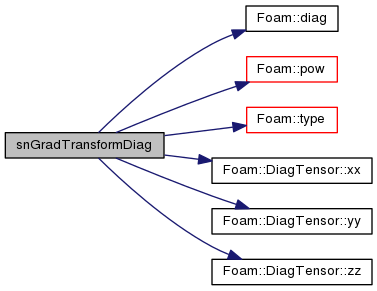 Foam::diag
Foam::pow
Foam::type
snGradTransformDiag
Foam::DiagTensor::xx
Foam::DiagTensor::yy
Foam::DiagTensor::zz